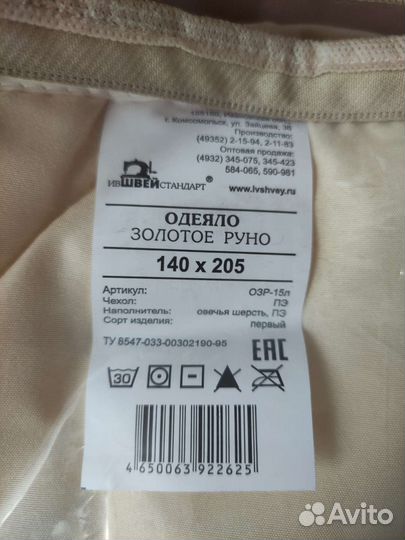 г. Комсомольск, ул. Зайцева, 36
Производство:
(49352) 2-15-94, 2-11-83
Оптовая продажа:
(4932) 345-075, 345-423
584-065, 590-981
www.ivshvey.ru
ивШВЕЙСТАНДАРТ ®
ОДЕЯЛО
ЗОЛОТОЕ РУНО
140 x 205
Артикул: ОЗР-15л
Чехол: ПЭ
Наполнитель: овечья шерсть, ПЭ
Сорт изделия: первый
ТУ 8547-033-00302190-95
ЕАС
30
4 650063 922625
Avito